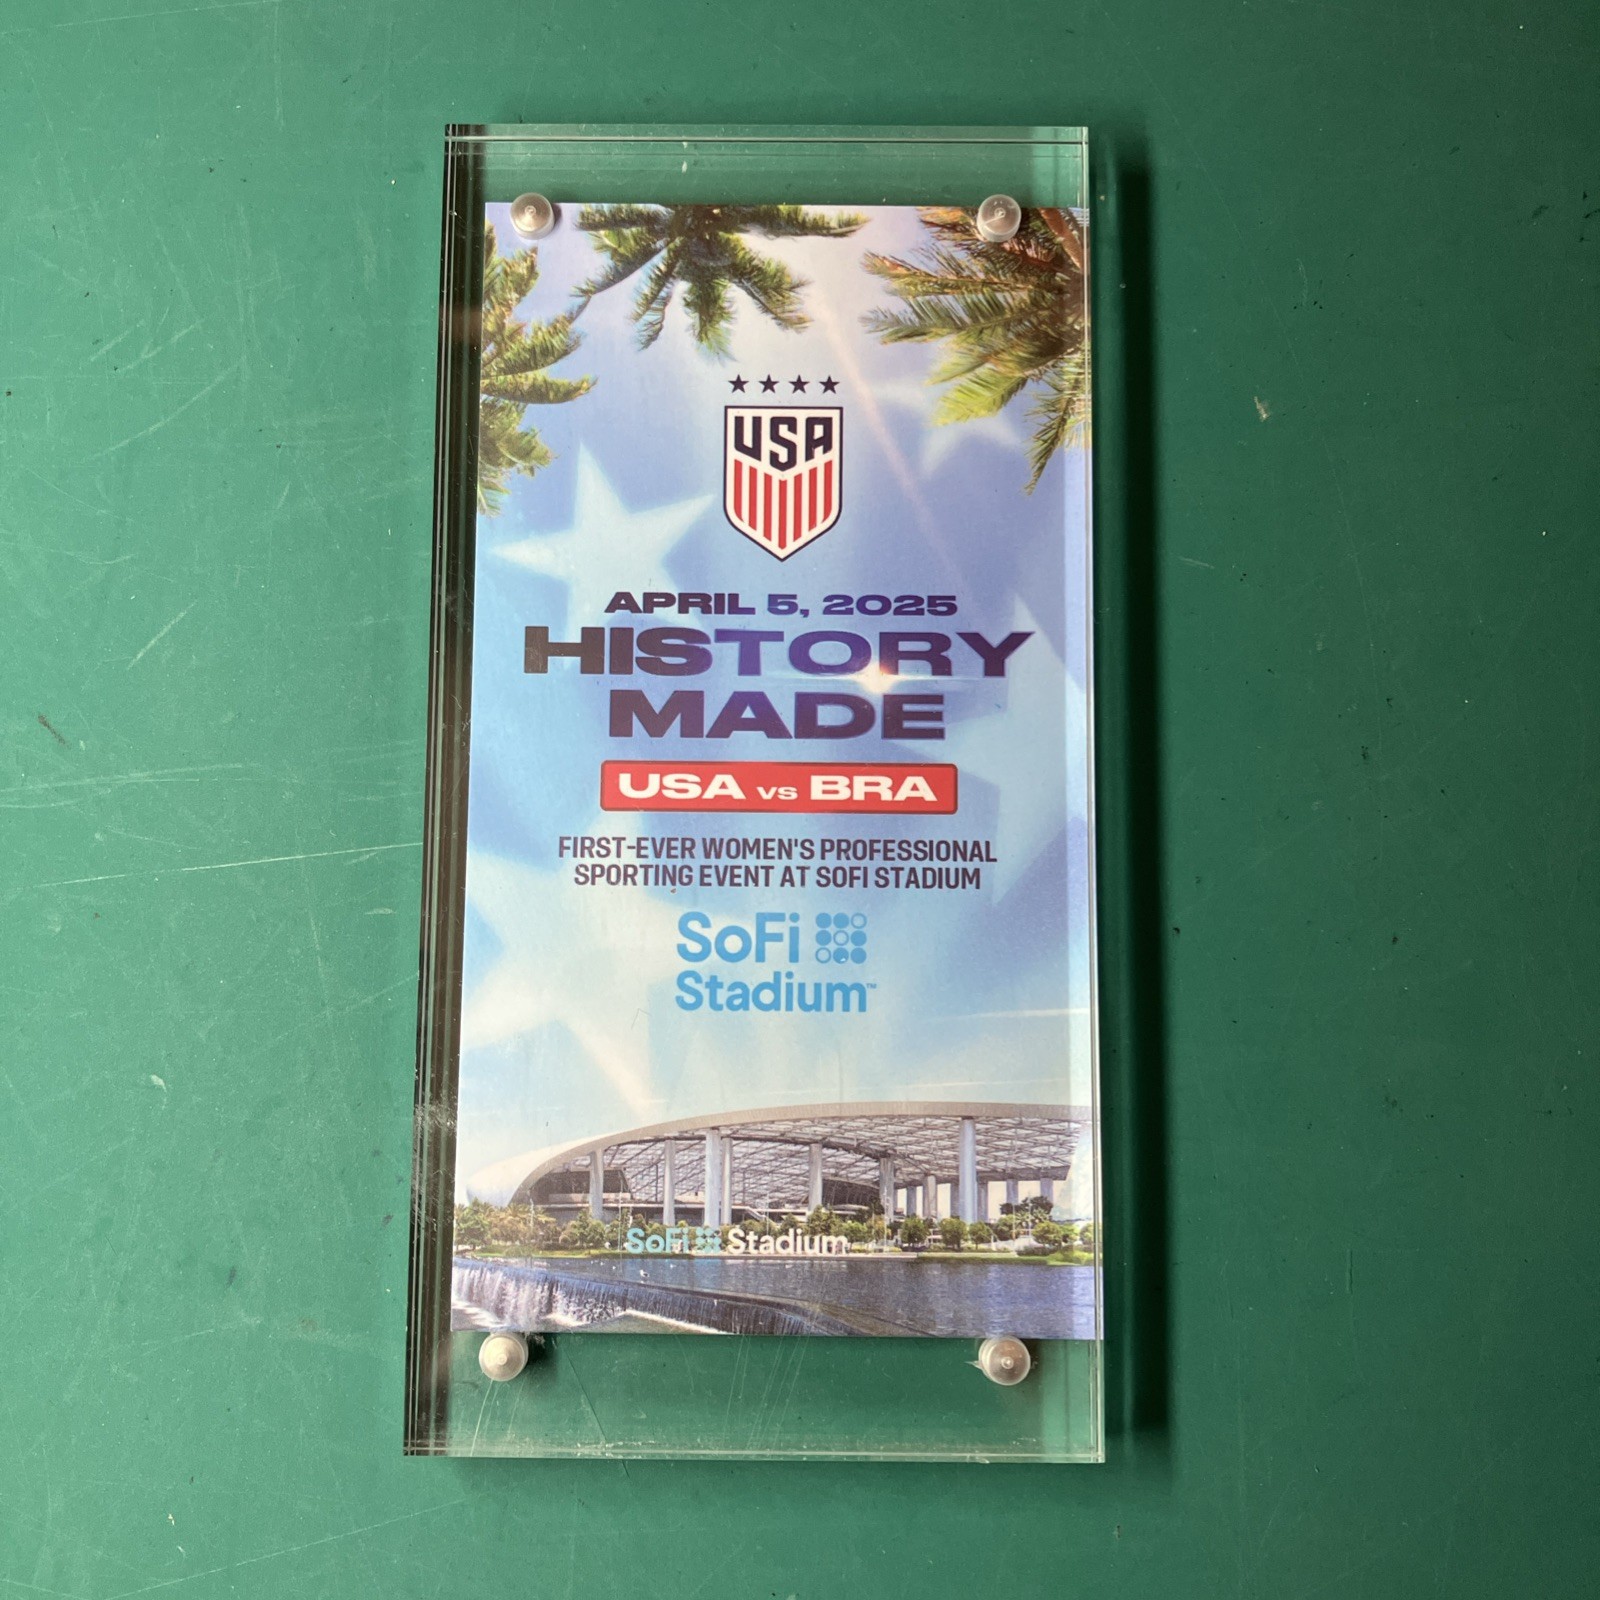 USA
APRIL 5, 2025
HISTORY
MADE
USA vs BRA
FIRST-EVER WOMEN'S PROFESSIONAL
SPORTING EVENT AT SOFI STADIUM
SoFi
Stadium™
SoFi Stadium